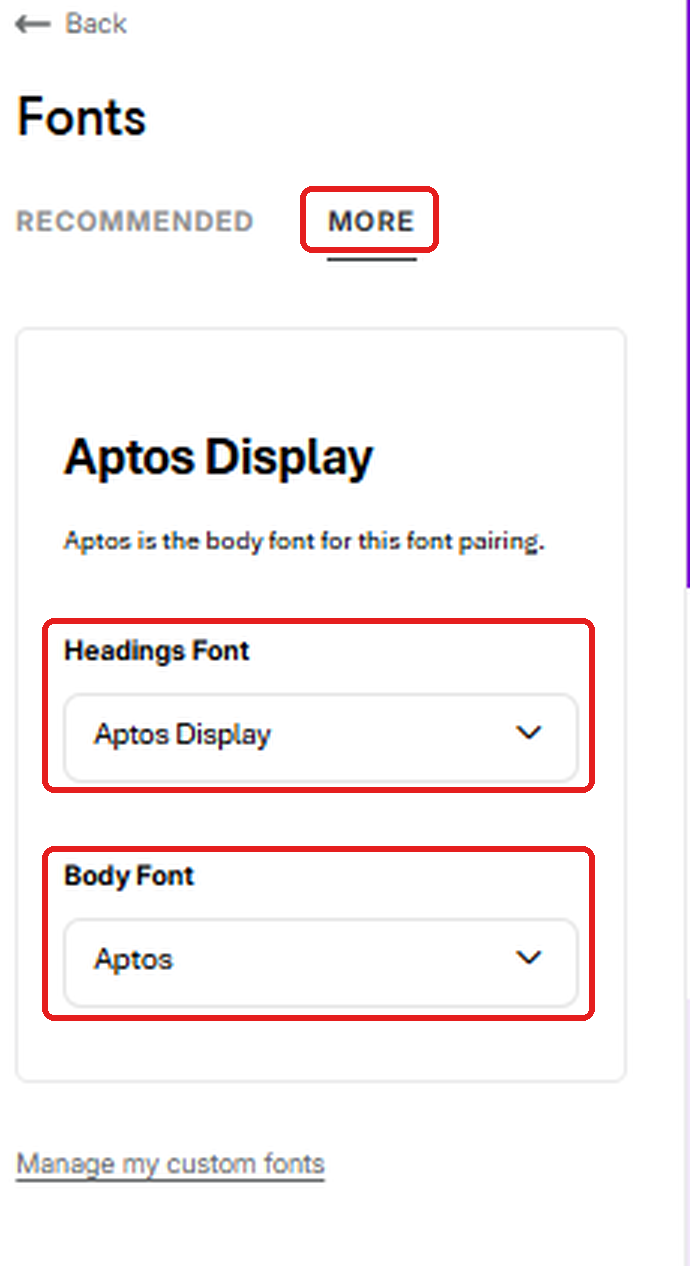 Back
Fonts
RECOMMENDED MORE
Aptos Display
Aptos is the body font for this font pairing.
Headings Font
Aptos Display
Body Font
Aptos
Manage my custom fonts